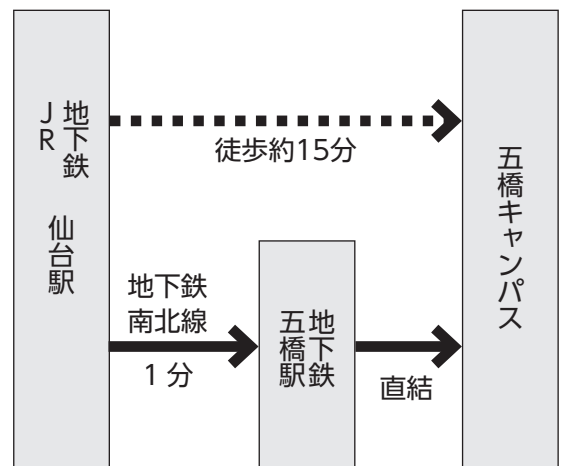 地下鉄
JR
仙台駅
徒歩約15分
地下鉄
南北線
1分
地下鉄
五橋駅
直結
五橋キャンパス